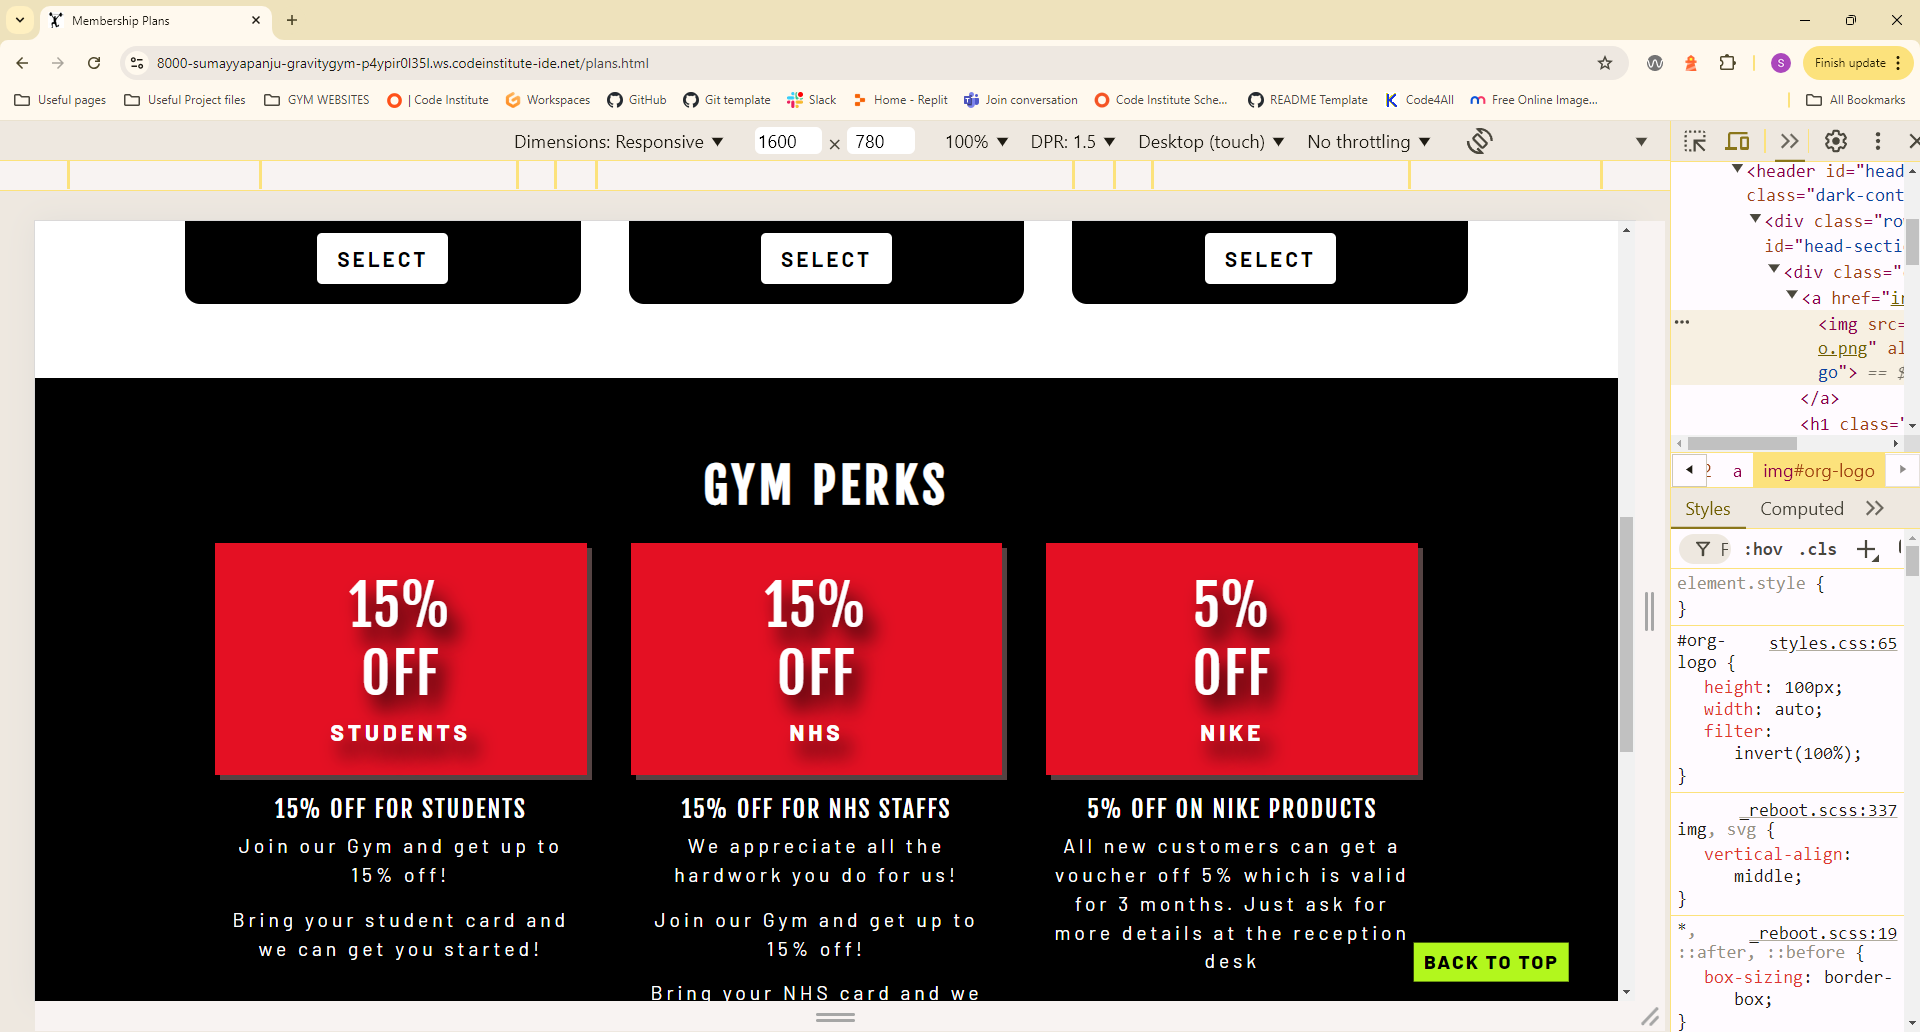 Membership Plans
8000-sumayyapanju-gravitygym-p4ypir0l35l.ws.codeinstitute-ide.net/plans.html
S
Finish update
Useful pages
Useful Project files
GYM WEBSITES
| Code Institute
Workspaces
GitHub
Git template
Slack
Home - Replit
Join conversation
Code Institute Sche...
README Template
Code4All
Free Online Image...
All Bookmarks
Dimensions: Responsive
1600 × 780
100%
DPR: 1.5
Desktop (touch)
No throttling
SELECT
SELECT
SELECT
GYM PERKS
15%
OFF
STUDENTS
15% OFF FOR STUDENTS
Join our Gym and get up to
15% off!
Bring your student card and
we can get you started!
15%
OFF
NHS
15% OFF FOR NHS STAFFS
We appreciate all the
hardwork you do for us!
Join our Gym and get up to
15% off!
Bring your NHS card and we
5%
OFF
NIKE
5% OFF ON NIKE PRODUCTS
All new customers can get a
voucher off 5% which is valid
for 3 months. Just ask for
more details at the reception
desk
BACK TO TOP
<header id="head
class="dark-cont
<div class="ro
id="head-secti
<div class="
<a href="i
<img src=
o.png" al
go"> == $
</a>
<h1 class="
a
img#org-logo
Styles
Computed
F
:hov
.cls
element.style {
}
#org-
logo {
styles.css:65
height: 100px;
width: auto;
filter:
invert(100%);
}
_reboot.scss:337
img, svg {
vertical-align:
middle;
}
*,
_reboot.scss:19
::after, ::before {
box-sizing: border-
box;
}